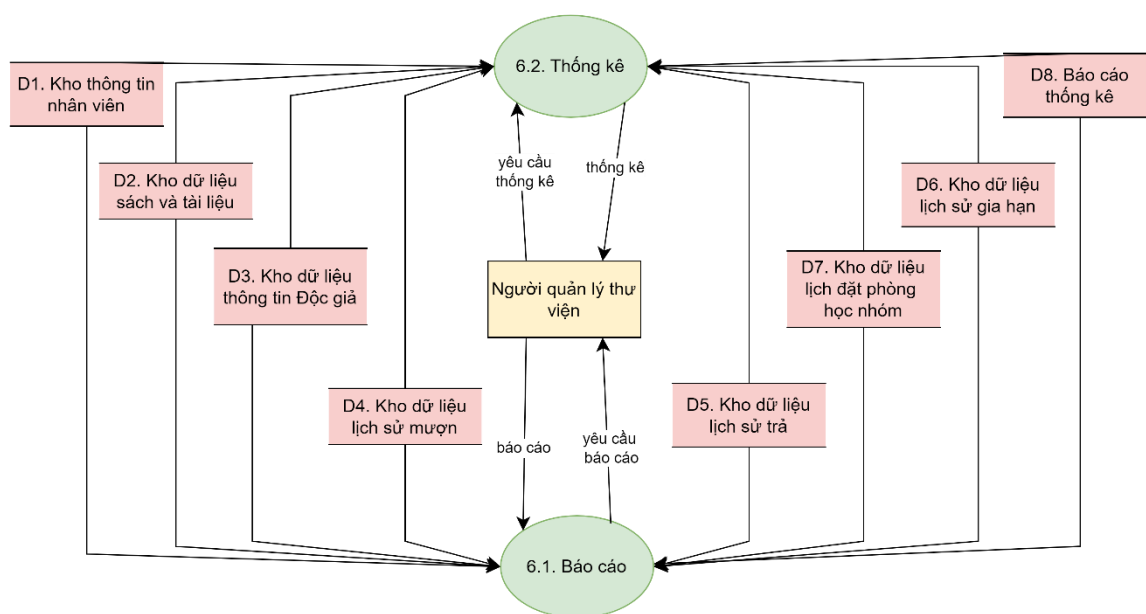 6.2. Thống kê
D1. Kho thông tin
nhân viên
D8. Báo cáo
thống kê
yêu cầu
thống kê
thống kê
D2. Kho dữ liệu
sách và tài liệu
D6. Kho dữ liệu
lịch sử gia hạn
D3. Kho dữ liệu
thông tin Độc giả
Người quản lý thư
viện
D7. Kho dữ liệu
lịch đặt phòng
học nhóm
D4. Kho dữ liệu
lịch sử mượn
D5. Kho dữ liệu
lịch sử trả
báo cáo
yêu cầu
báo cáo
6.1. Báo cáo